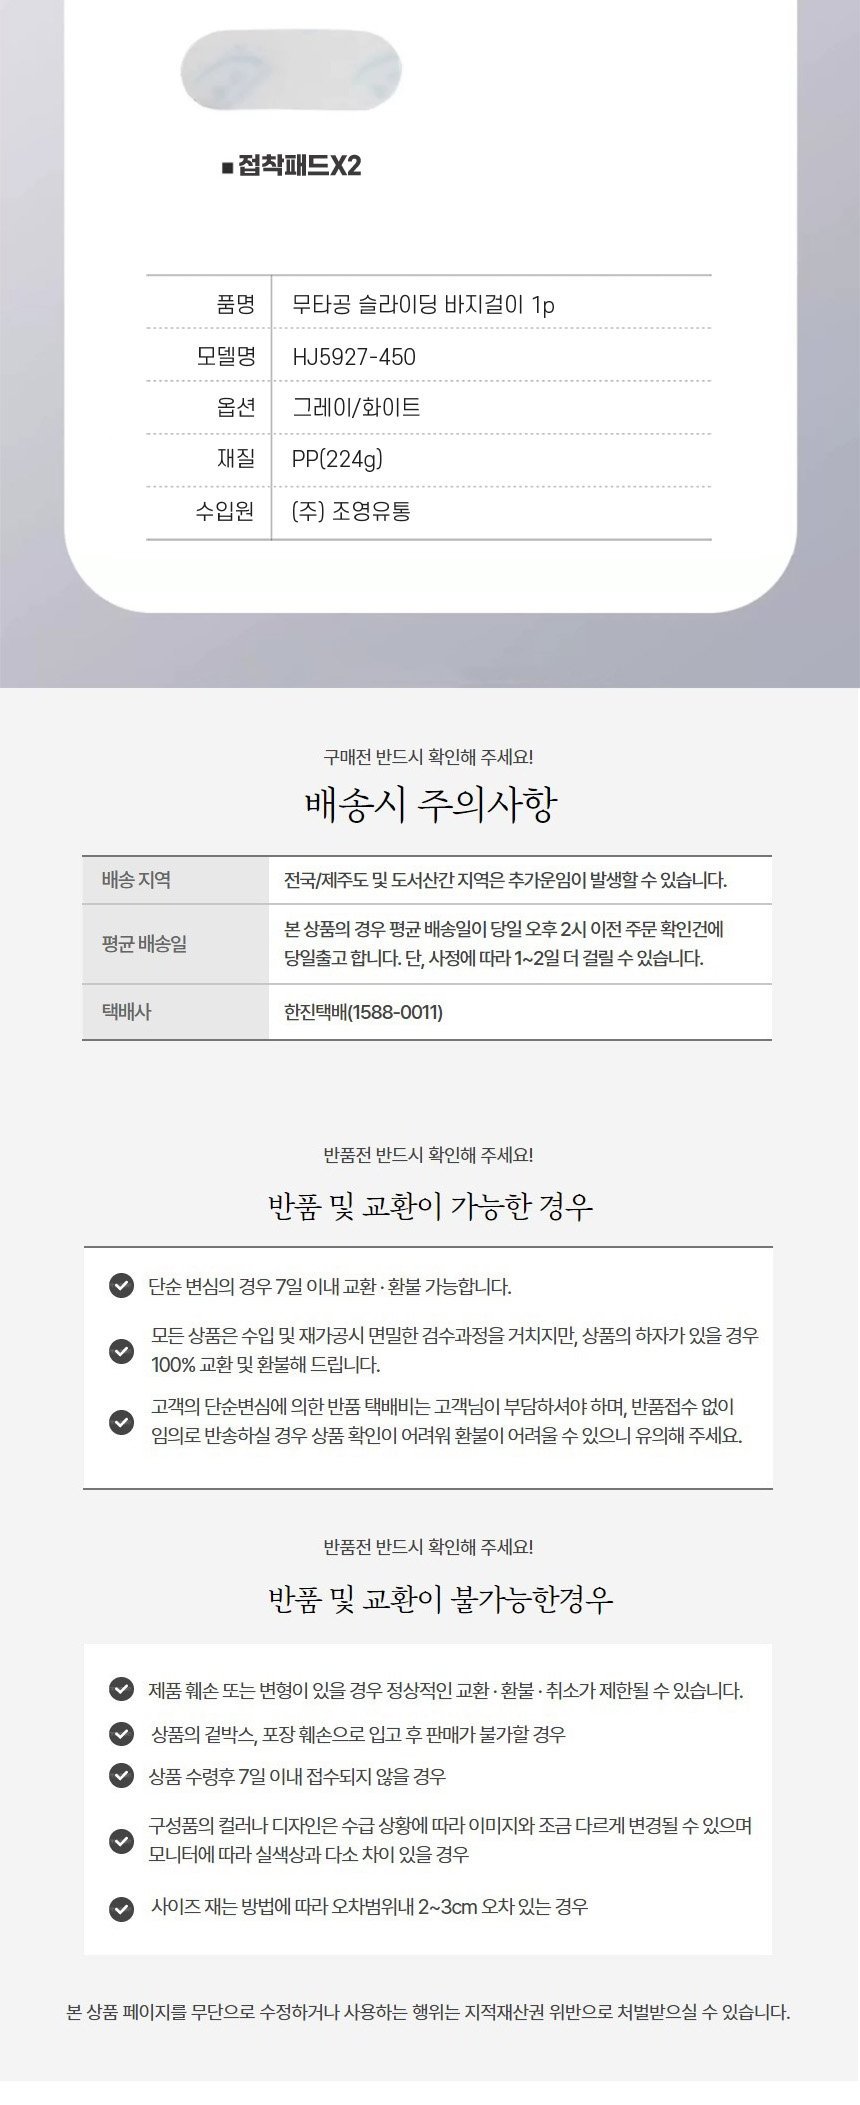 ■ 접착패드X2
품명 무타공 슬라이딩 바지걸이 1p
모델명 HJ5927-450
옵션 그레이/화이트
재질 PP(224g)
수입원 (주) 조영유통
구매전 반드시 확인해 주세요!
배송시 주의사항
배송 지역 전국/제주도 및 도서산간 지역은 추가운임이 발생할 수 있습니다.
평균 배송일 본 상품의 경우 평균 배송일이 당일 오후 2시 이전 주문 확인건에
당일출고 합니다. 단, 사정에 따라 1~2일 더 걸릴 수 있습니다.
택배사 한진택배(1588-0011)
반품전 반드시 확인해 주세요!
반품 및 교환이 가능한 경우
단순 변심의 경우 7일 이내 교환 · 환불 가능합니다.
모든 상품은 수입 및 재가공시 면밀한 검수과정을 거치지만, 상품의 하자가 있을 경우
100% 교환 및 환불해 드립니다.
고객의 단순변심에 의한 반품 택배비는 고객님이 부담하셔야 하며, 반품접수 없이
임의로 반송하실 경우 상품 확인이 어려워 환불이 어려울 수 있으니 유의해 주세요.
반품전 반드시 확인해 주세요!
반품 및 교환이 불가능한경우
제품 훼손 또는 변형이 있을 경우 정상적인 교환 · 환불 · 취소가 제한될 수 있습니다.
상품의 겉박스, 포장 훼손으로 입고 후 판매가 불가할 경우
상품 수령후 7일 이내 접수되지 않을 경우
구성품의 컬러나 디자인은 수급 상황에 따라 이미지와 조금 다르게 변경될 수 있으며
모니터에 따라 실색상과 다소 차이 있을 경우
사이즈 재는 방법에 따라 오차범위내 2~3cm 오차 있는 경우
본 상품 페이지를 무단으로 수정하거나 사용하는 행위는 지적재산권 위반으로 처벌받으실 수 있습니다.